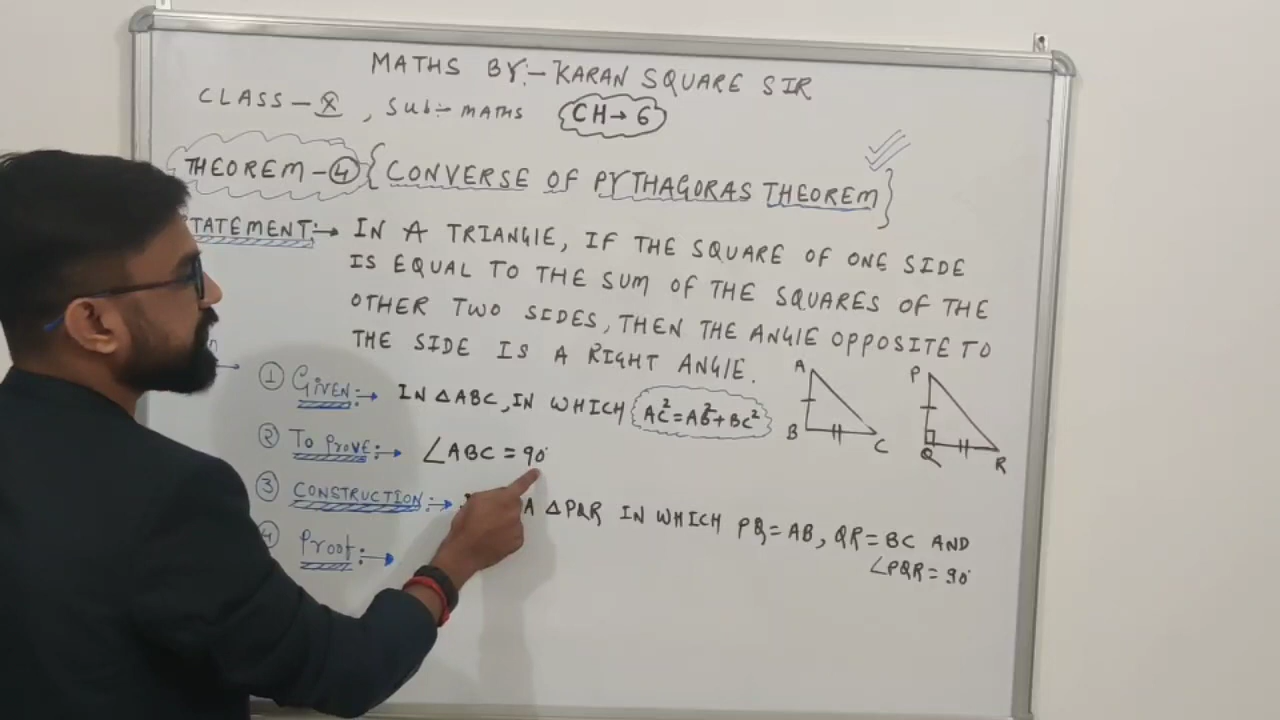 MATHS BY:- KARAN SQUARE SIR
CLASS-X, Sub:- MATHS CH→6
THEOREM-④ {CONVERSE OF PYTHAGORAS THEOREM}
TATEMENT:→ IN A TRIANGLE, IF THE SQUARE OF ONE SIDE
IS EQUAL TO THE SUM OF THE SQUARES OF THE
OTHER TWO SIDES, THEN THE ANGLE OPPOSITE TO
THE SIDE IS A RIGHT ANGLE.
① GIVEN:→ IN △ABC, IN WHICH AC²=AB²+BC²
A B C
P Q R
② TO PROVE:→ ∠ABC = 90°
③ CONSTRUCTION:→ A △PQR IN WHICH PQ=AB, QR=BC AND
∠PQR=90°
④ Proof:→